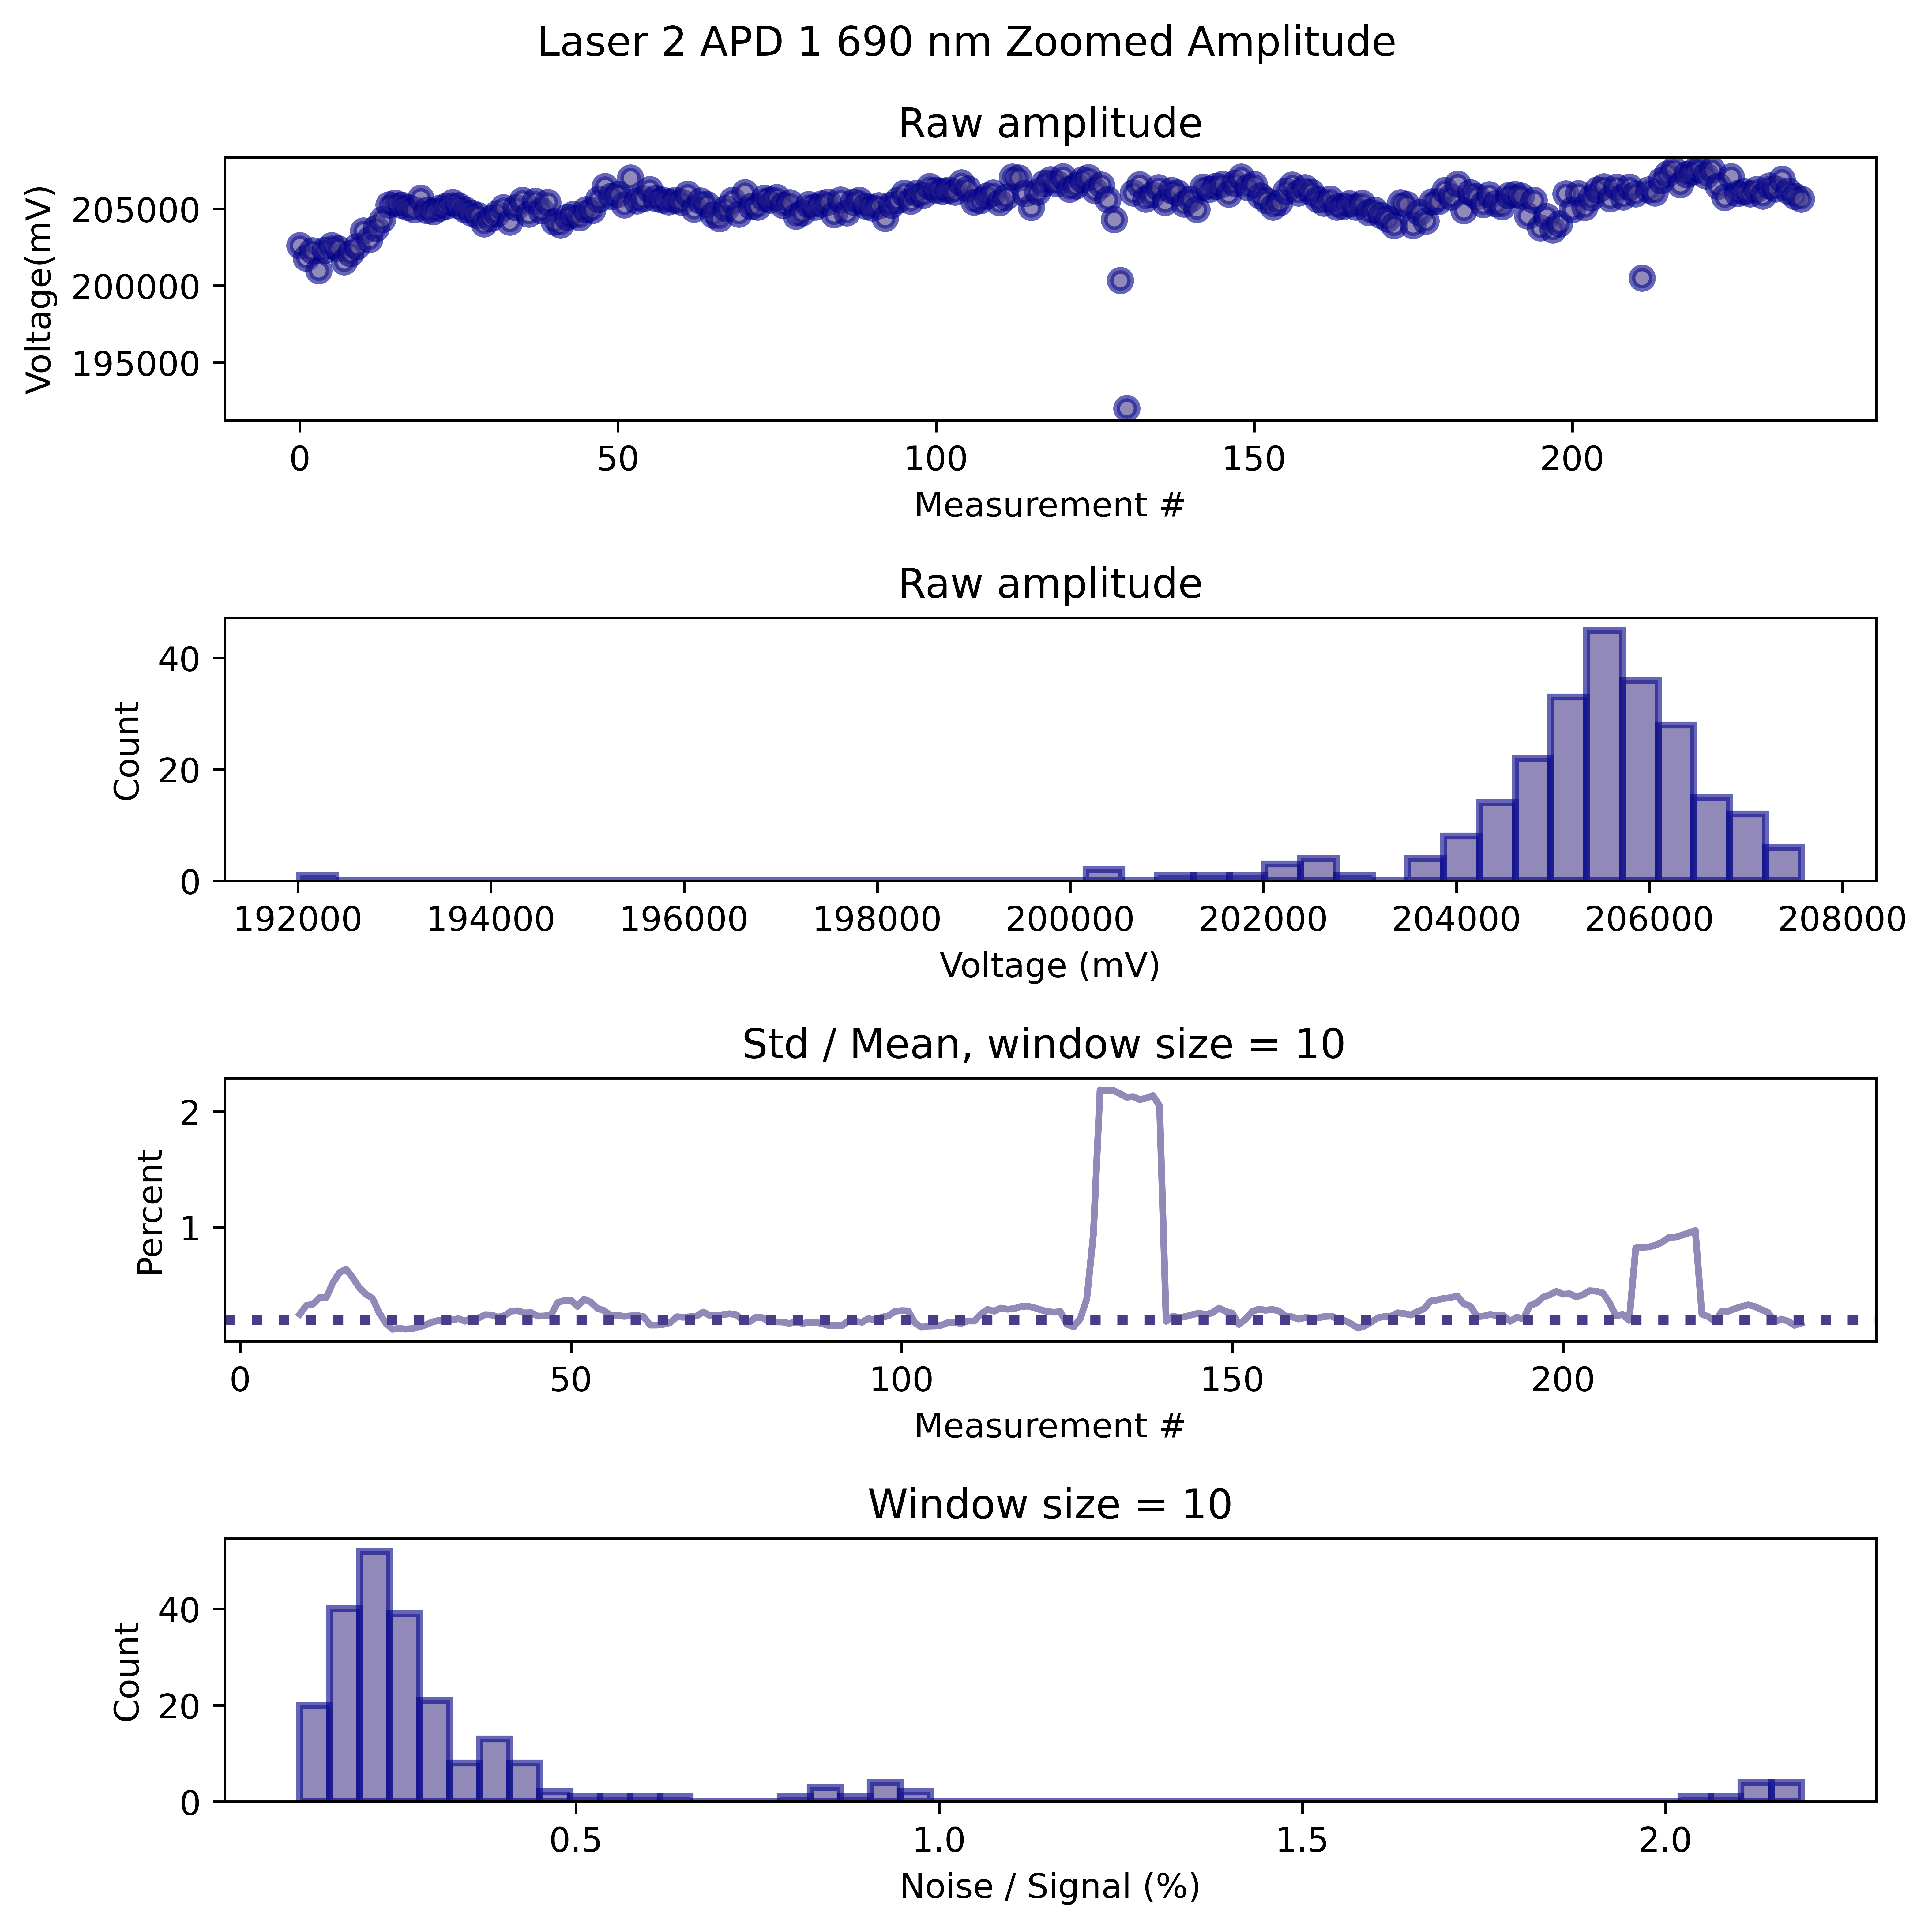 Laser 2 APD 1 690 nm Zoomed Amplitude
Raw amplitude
Voltage(mV)
205000
200000
195000
0 50 100 150 200
Measurement #
Raw amplitude
Count
40
20
0
192000 194000 196000 198000 200000 202000 204000 206000 208000
Voltage (mV)
Std / Mean, window size = 10
Percent
2
1
0 50 100 150 200
Measurement #
Window size = 10
Count
40
20
0
0.5 1.0 1.5 2.0
Noise / Signal (%)